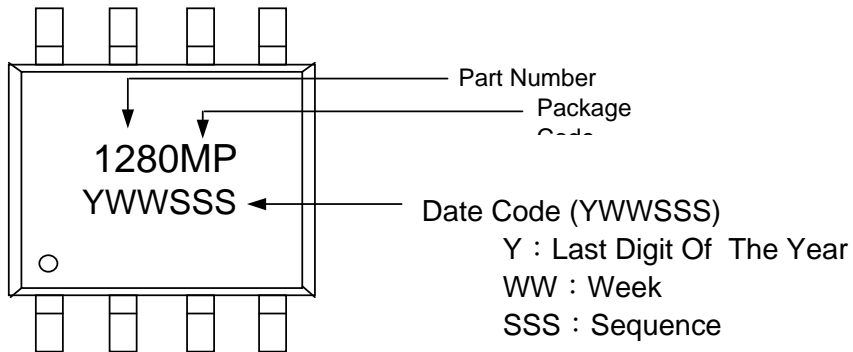 Part Number
Package
1280MP
YWWSSS
Date Code (YWWSSS)
Y：Last Digit Of The Year
WW：Week
SSS：Sequence